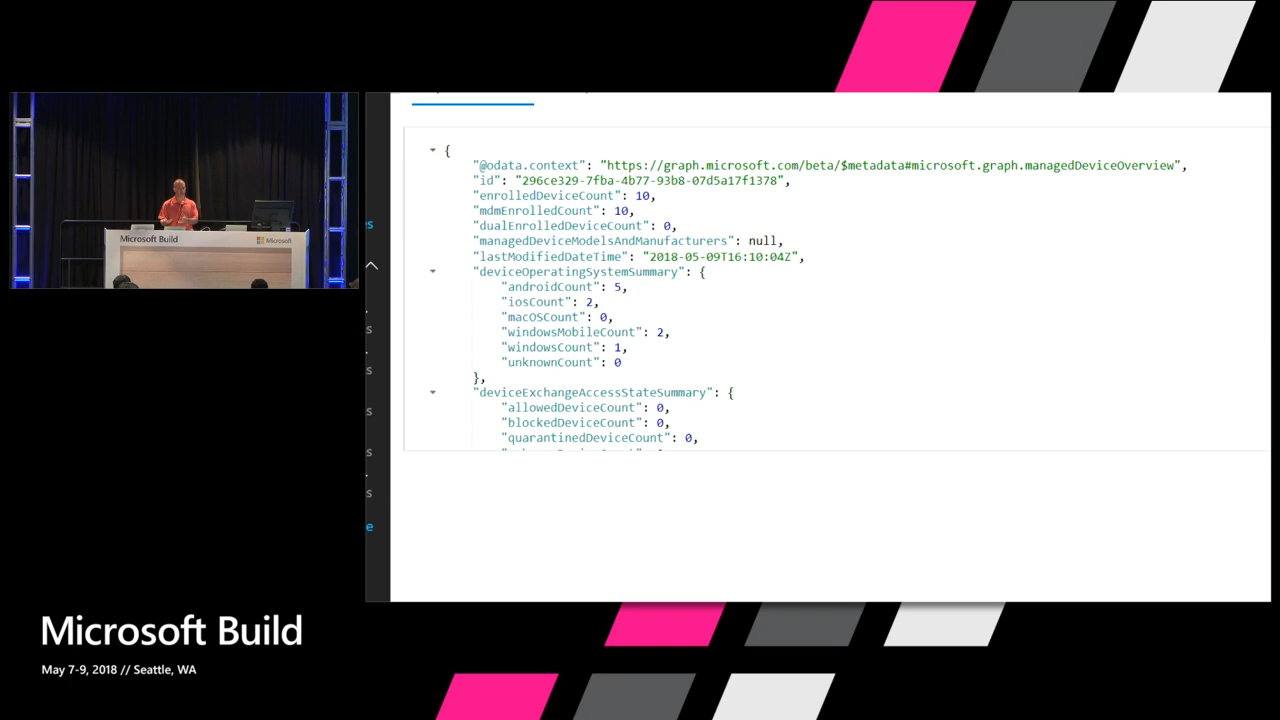 {
"@odata.context": "https://graph.microsoft.com/beta/$metadata#microsoft.graph.managedDeviceOverview",
"id": "296ce329-7fba-4b77-93b8-07d5a17f1378",
"enrolledDeviceCount": 10,
"mdmEnrolledCount": 10,
"dualEnrolledDeviceCount": 0,
"managedDeviceModelsAndManufacturers": null,
"lastModifiedDateTime": "2018-05-09T16:10:04Z",
"deviceOperatingSystemSummary": {
"androidCount": 5,
"iosCount": 2,
"macOSCount": 0,
"windowsMobileCount": 2,
"windowsCount": 1,
"unknownCount": 0
},
"deviceExchangeAccessStateSummary": {
"allowedDeviceCount": 0,
"blockedDeviceCount": 0,
"quarantinedDeviceCount": 0,
s
s
s
s
s
s
e
Microsoft Build
Microsoft
Microsoft Build
May 7-9, 2018 // Seattle, WA